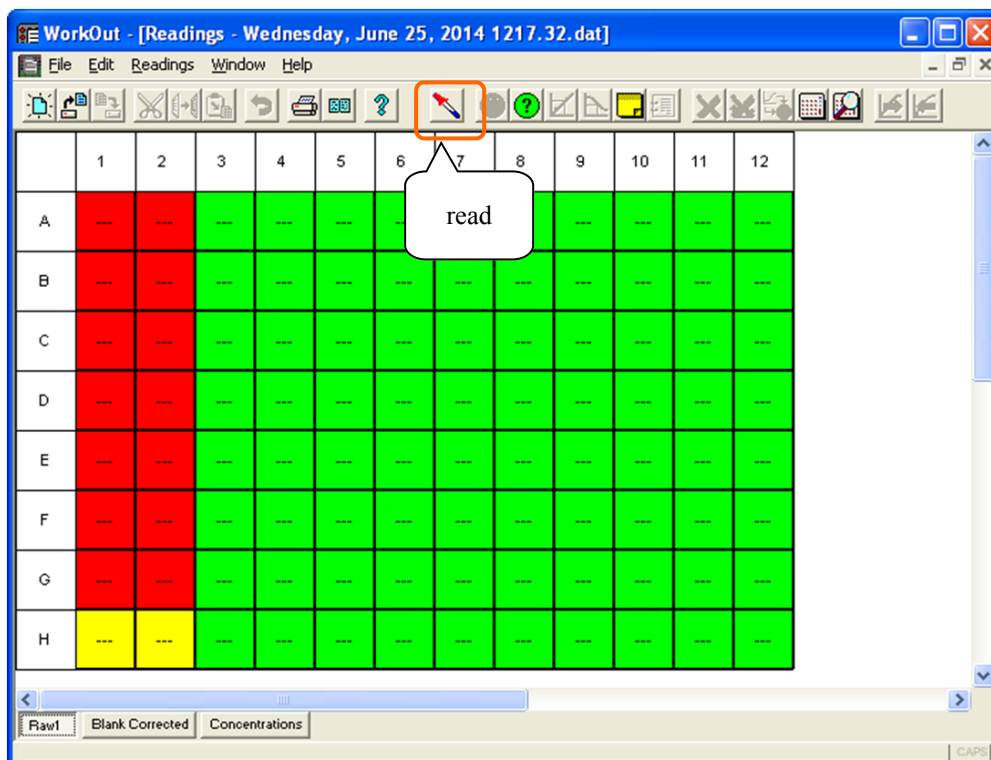 WorkOut - [Readings - Wednesday, June 25, 2014 1217.32.dat]
File Edit Readings Window Help
1 2 3 4 5 6 7 8 9 10 11 12
read
A --- --- --- --- --- --- --- --- --- ---
B --- --- --- --- --- --- --- --- --- --- --- ---
C --- --- --- --- --- --- --- --- --- --- --- ---
D --- --- --- --- --- --- --- --- --- --- --- ---
E --- --- --- --- --- --- --- --- --- --- --- ---
F --- --- --- --- --- --- --- --- --- --- --- ---
G --- --- --- --- --- --- --- --- --- --- --- ---
H --- --- --- --- --- --- --- --- --- --- --- ---
Raw1 Blank Corrected Concentrations
CAPS